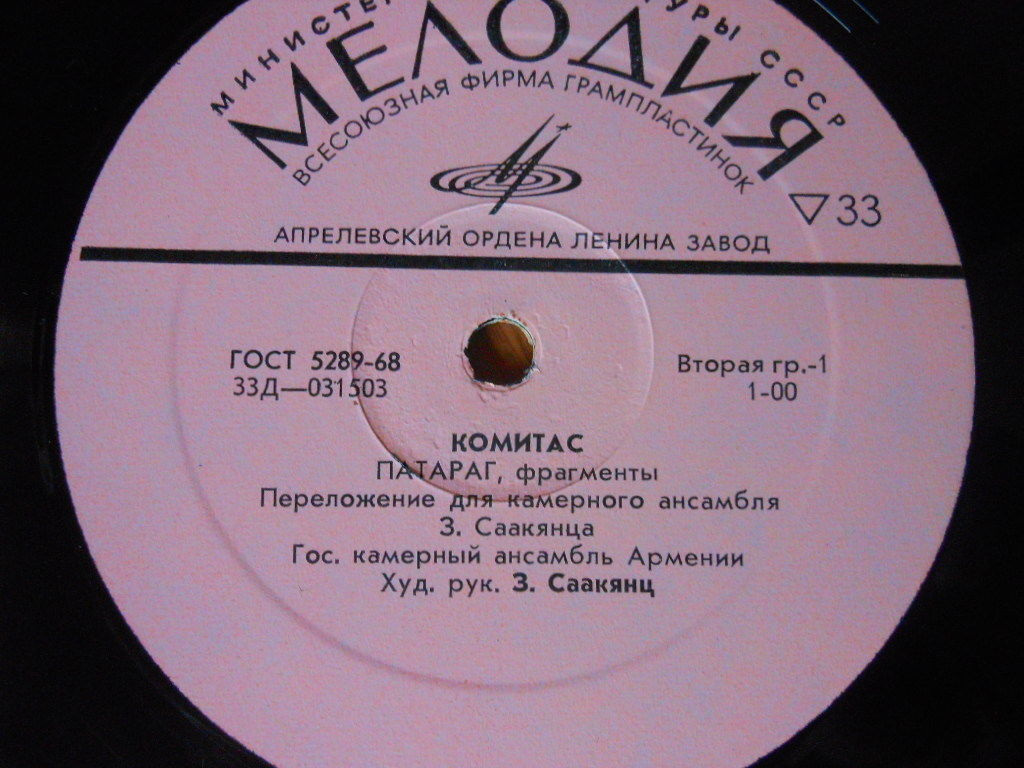 МИНИСТЕ УРЫ СССР
МЕЛОДИЯ
ВСЕСОЮЗНАЯ ФИРМА ГРАМПЛАСТИНОК
▽33
АПРЕЛЕВСКИЙ ОРДЕНА ЛЕНИНА ЗАВОД
ГОСТ 5289-68
33Д—031503
Вторая гр.-1
1-00
КОМИТАС
ПАТАРАГ, фрагменты
Переложение для камерного ансамбля
З. Саакянца
Гос. камерный ансамбль Армении
Худ. рук. З. Саакянц